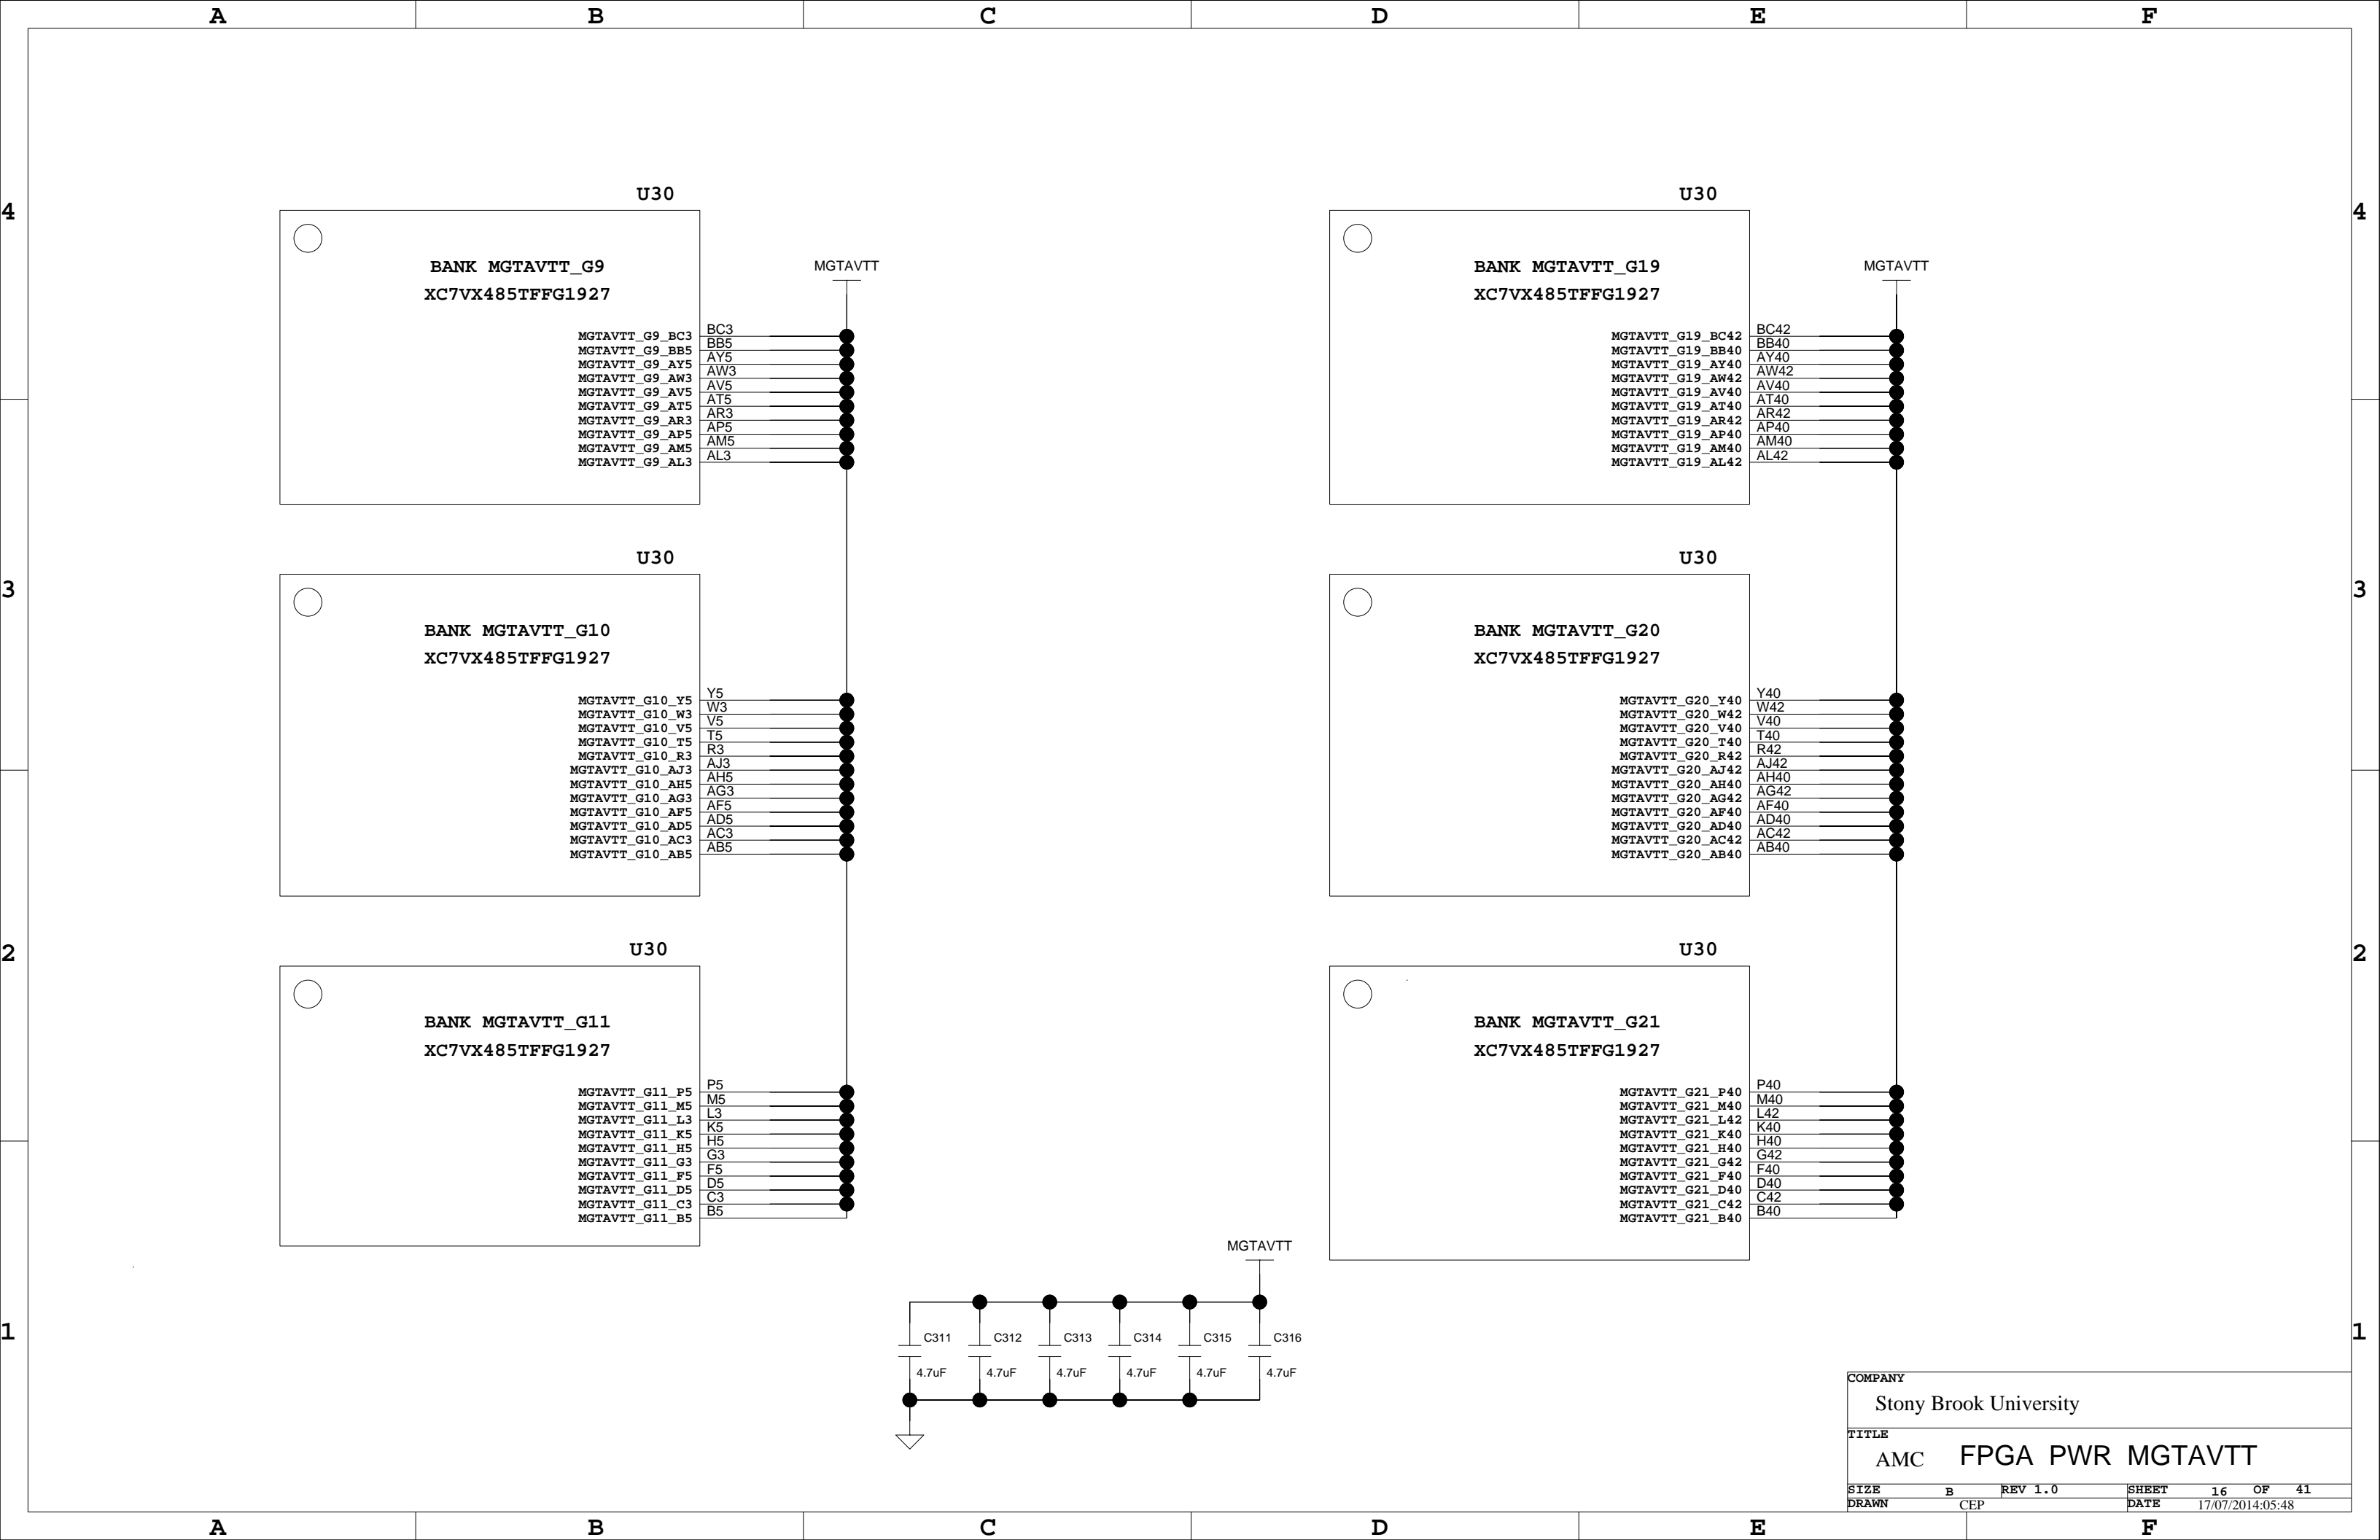 A B C D E F
4 4
3 3
2 2
1 1
U30
BANK MGTAVTT_G9
XC7VX485TFFG1927
MGTAVTT
MGTAVTT_G9_BC3 BC3
MGTAVTT_G9_BB5 BB5
MGTAVTT_G9_AY5 AY5
MGTAVTT_G9_AW3 AW3
MGTAVTT_G9_AV5 AV5
MGTAVTT_G9_AT5 AT5
MGTAVTT_G9_AR3 AR3
MGTAVTT_G9_AP5 AP5
MGTAVTT_G9_AM5 AM5
MGTAVTT_G9_AL3 AL3
U30
BANK MGTAVTT_G10
XC7VX485TFFG1927
MGTAVTT_G10_Y5 Y5
MGTAVTT_G10_W3 W3
MGTAVTT_G10_V5 V5
MGTAVTT_G10_T5 T5
MGTAVTT_G10_R3 R3
MGTAVTT_G10_AJ3 AJ3
MGTAVTT_G10_AH5 AH5
MGTAVTT_G10_AG3 AG3
MGTAVTT_G10_AF5 AF5
MGTAVTT_G10_AD5 AD5
MGTAVTT_G10_AC3 AC3
MGTAVTT_G10_AB5 AB5
U30
BANK MGTAVTT_G11
XC7VX485TFFG1927
MGTAVTT_G11_P5 P5
MGTAVTT_G11_M5 M5
MGTAVTT_G11_L3 L3
MGTAVTT_G11_K5 K5
MGTAVTT_G11_H5 H5
MGTAVTT_G11_G3 G3
MGTAVTT_G11_F5 F5
MGTAVTT_G11_D5 D5
MGTAVTT_G11_C3 C3
MGTAVTT_G11_B5 B5
U30
BANK MGTAVTT_G19
XC7VX485TFFG1927
MGTAVTT
MGTAVTT_G19_BC42 BC42
MGTAVTT_G19_BB40 BB40
MGTAVTT_G19_AY40 AY40
MGTAVTT_G19_AW42 AW42
MGTAVTT_G19_AV40 AV40
MGTAVTT_G19_AT40 AT40
MGTAVTT_G19_AR42 AR42
MGTAVTT_G19_AP40 AP40
MGTAVTT_G19_AM40 AM40
MGTAVTT_G19_AL42 AL42
U30
BANK MGTAVTT_G20
XC7VX485TFFG1927
MGTAVTT_G20_Y40 Y40
MGTAVTT_G20_W42 W42
MGTAVTT_G20_V40 V40
MGTAVTT_G20_T40 T40
MGTAVTT_G20_R42 R42
MGTAVTT_G20_AJ42 AJ42
MGTAVTT_G20_AH40 AH40
MGTAVTT_G20_AG42 AG42
MGTAVTT_G20_AF40 AF40
MGTAVTT_G20_AD40 AD40
MGTAVTT_G20_AC42 AC42
MGTAVTT_G20_AB40 AB40
U30
BANK MGTAVTT_G21
XC7VX485TFFG1927
MGTAVTT_G21_P40 P40
MGTAVTT_G21_M40 M40
MGTAVTT_G21_L42 L42
MGTAVTT_G21_K40 K40
MGTAVTT_G21_H40 H40
MGTAVTT_G21_G42 G42
MGTAVTT_G21_F40 F40
MGTAVTT_G21_D40 D40
MGTAVTT_G21_C42 C42
MGTAVTT_G21_B40 B40
MGTAVTT
C311 C312 C313 C314 C315 C316
4.7uF 4.7uF 4.7uF 4.7uF 4.7uF 4.7uF
COMPANY
Stony Brook University
TITLE
AMC FPGA PWR MGTAVTT
SIZE B REV 1.0 SHEET 16 OF 41
DRAWN CEP DATE 17/07/2014:05:48
A B C D E F